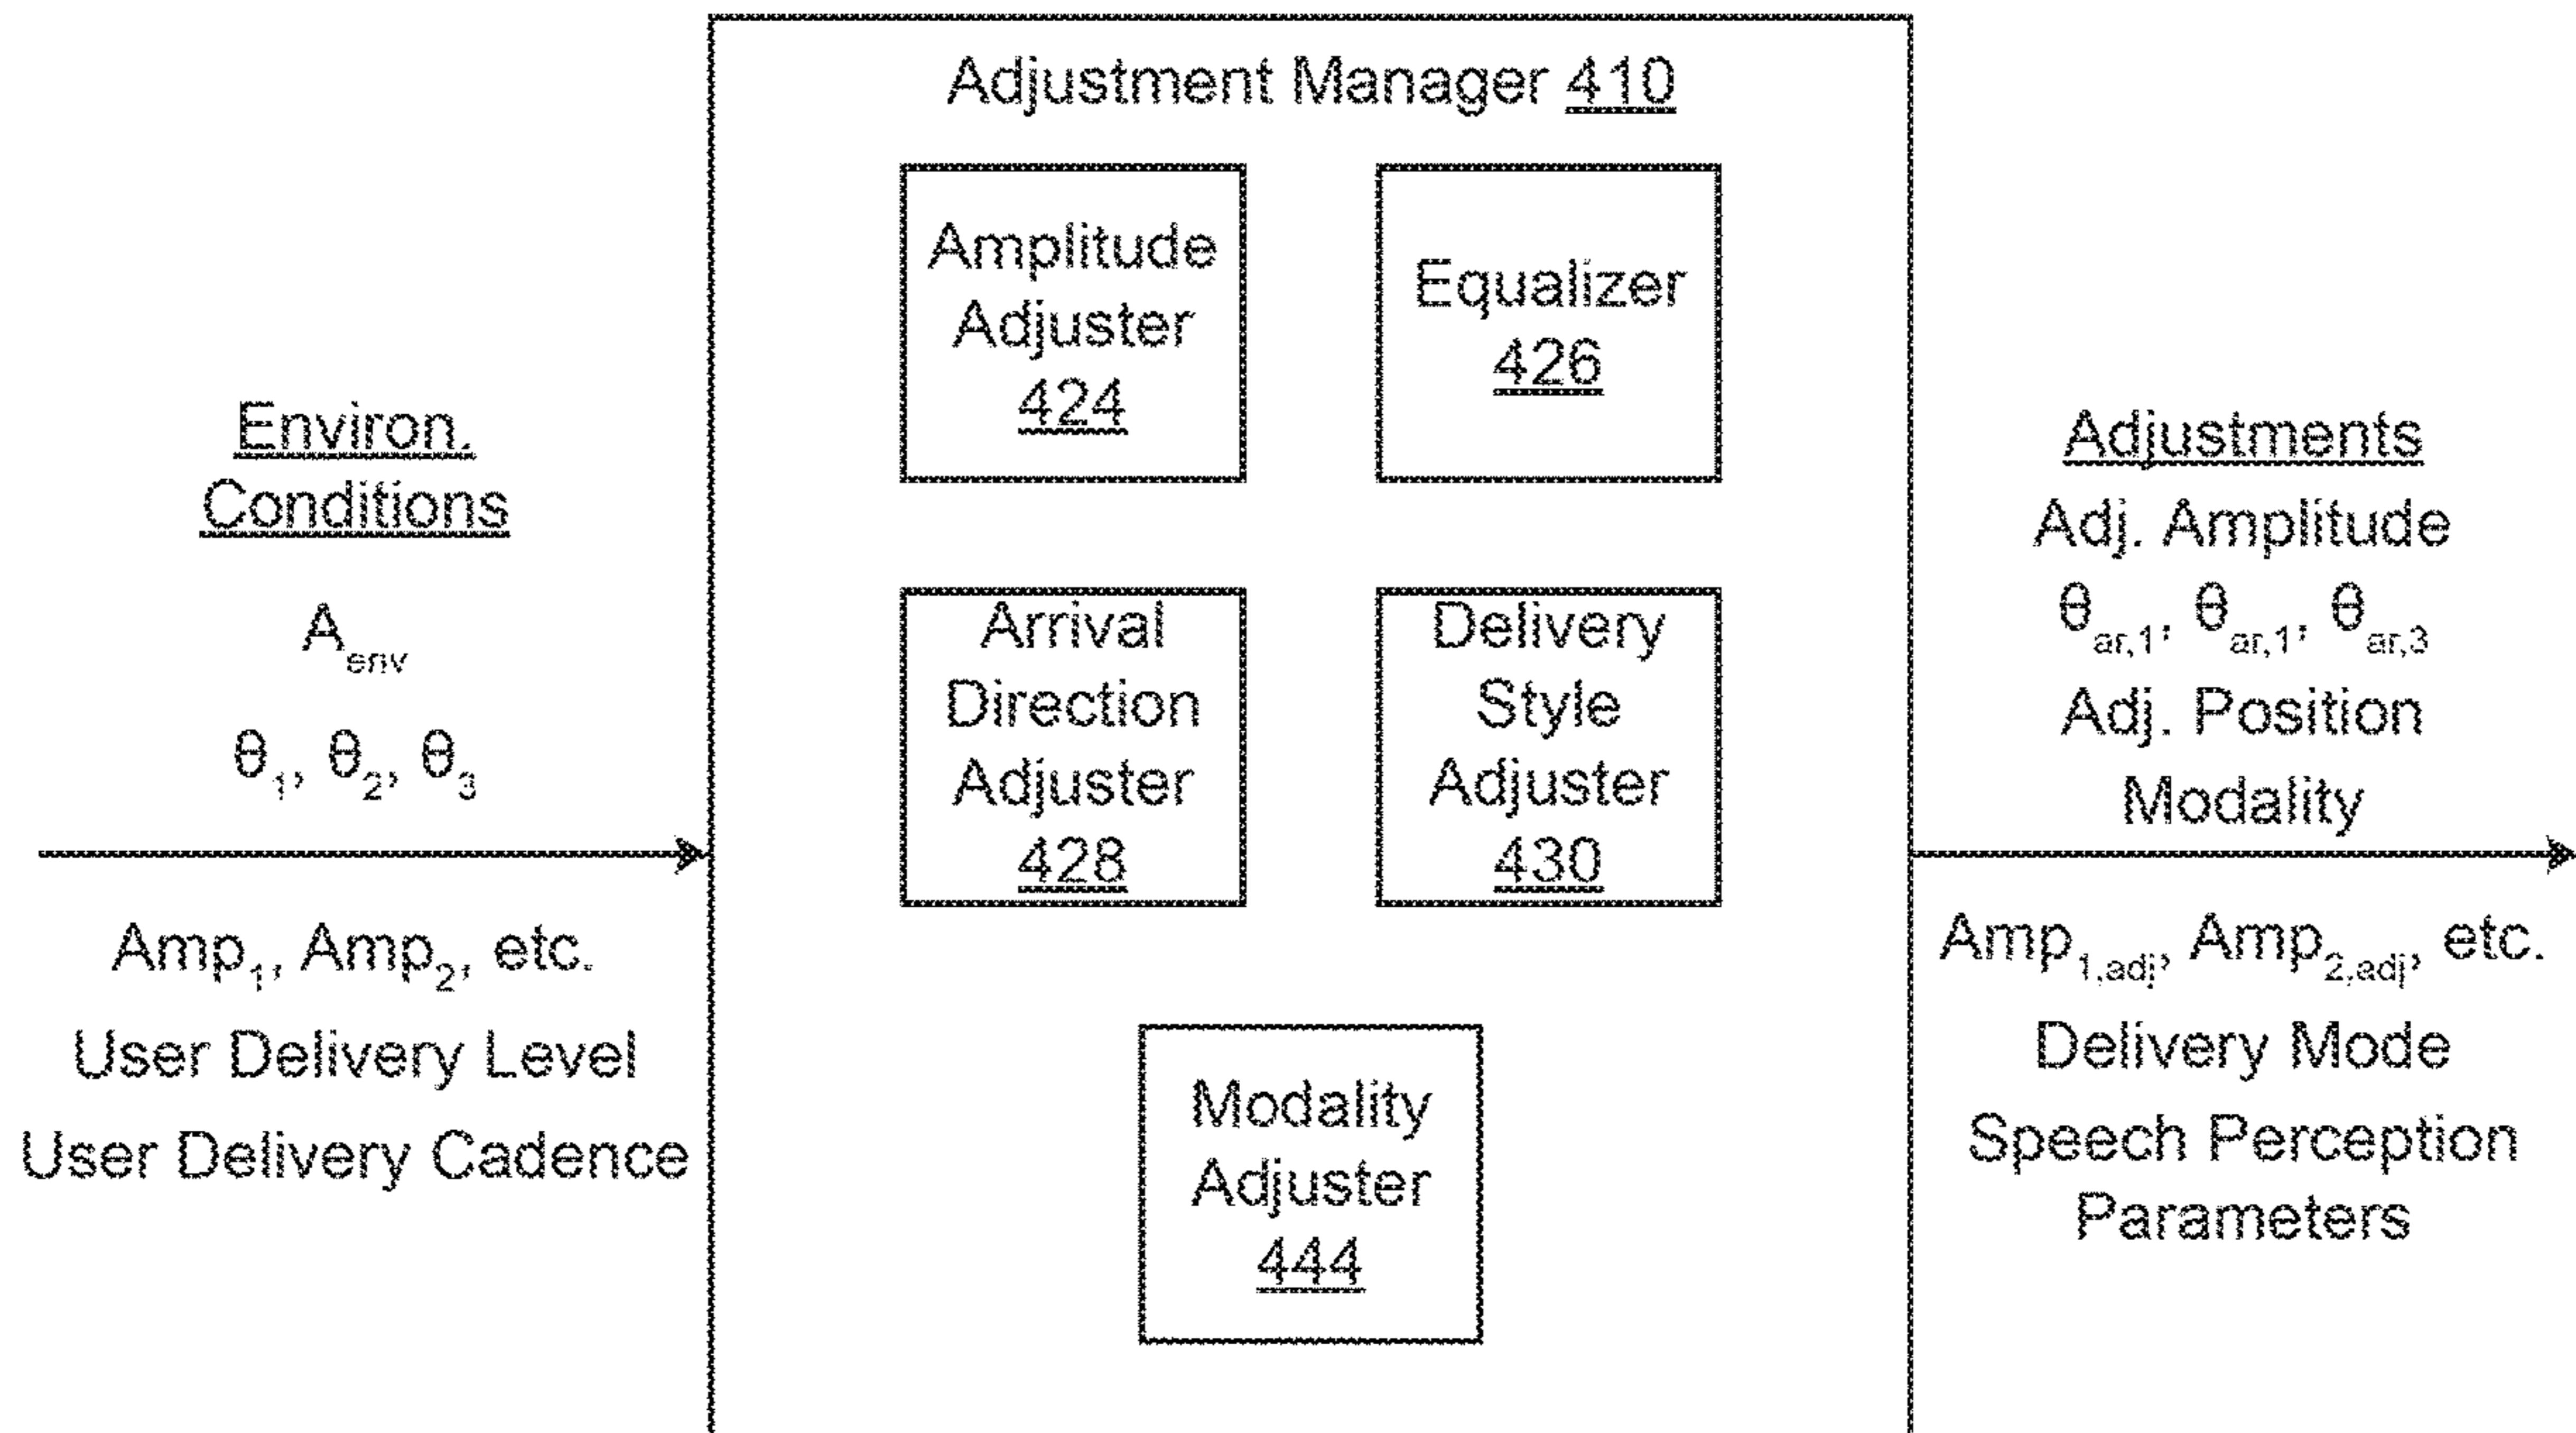 Environ.
Conditions
A_env
θ_1, θ_2, θ_3
Amp_1, Amp_2, etc.
User Delivery Level
User Delivery Cadence
Adjustment Manager 410
Amplitude
Adjuster
424
Equalizer
426
Arrival
Direction
Adjuster
428
Delivery
Style
Adjuster
430
Modality
Adjuster
444
Adjustments
Adj. Amplitude
θ_ar,1, θ_ar,1, θ_ar,3
Adj. Position
Modality
Amp_1,adj, Amp_2,adj, etc.
Delivery Mode
Speech Perception
Parameters